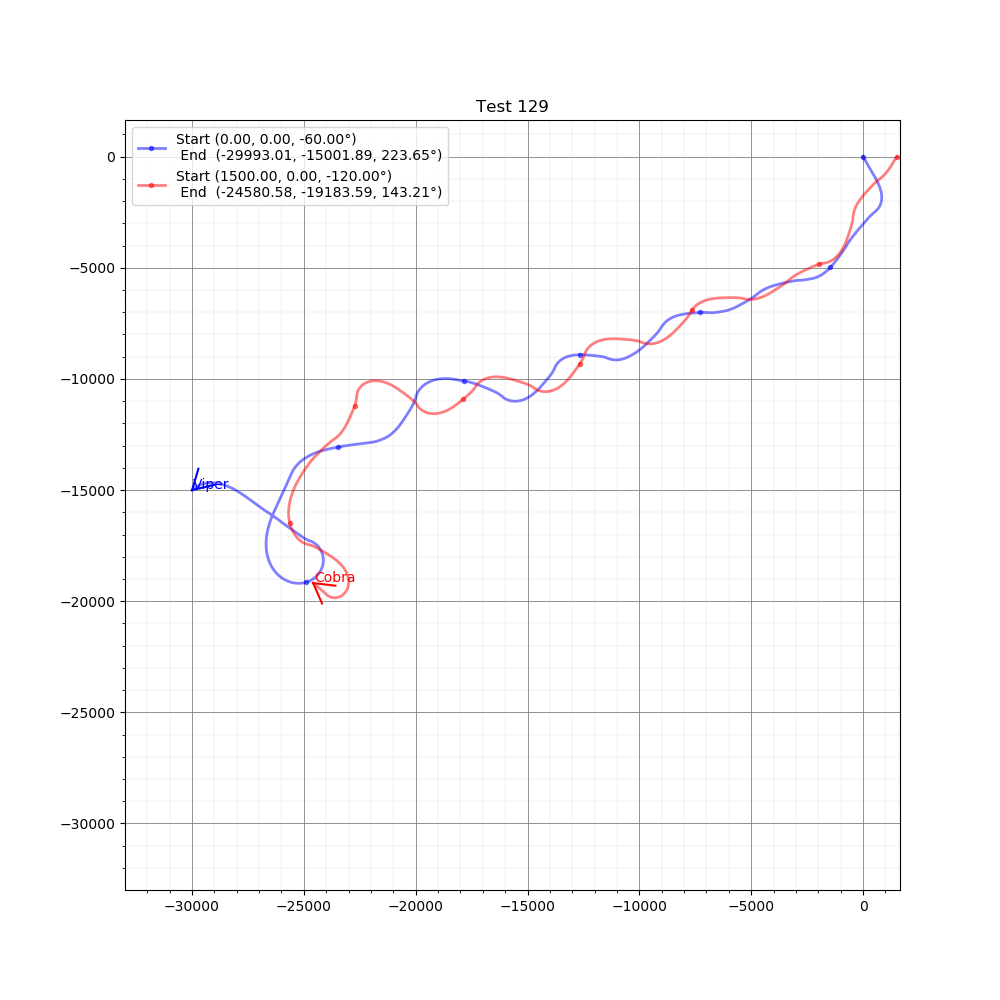 Test 129
Start (0.00, 0.00, -60.00°)
End (-29993.01, -15001.89, 223.65°)
Start (1500.00, 0.00, -120.00°)
End (-24580.58, -19183.59, 143.21°)
0
−5000
−10000
−15000
−20000
−25000
−30000
Viper
Cobra
−30000
−25000
−20000
−15000
−10000
−5000
0